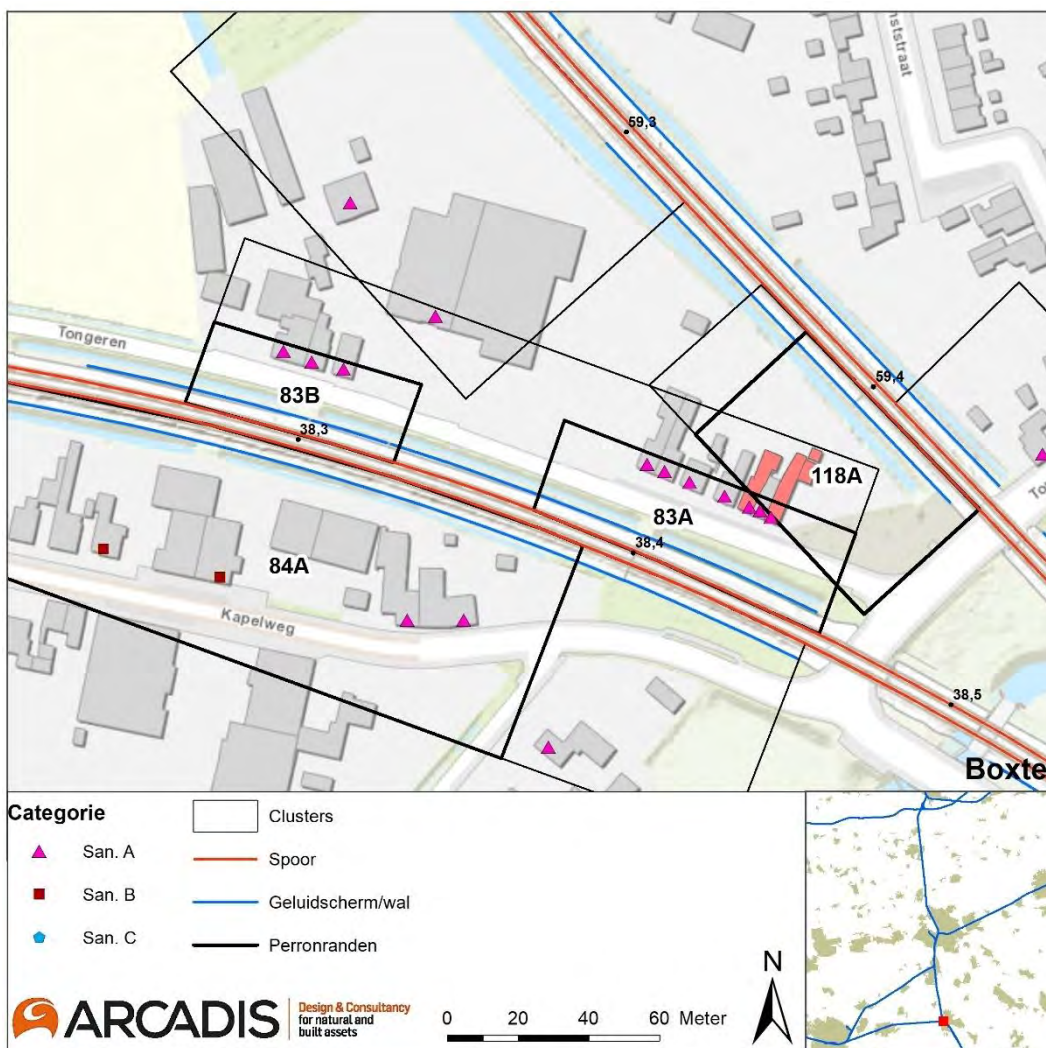 nststraat
59,3
Tongeren
83B
38,3
59,4
118A
83A
38,4
84A
Kapelweg
38,5
Boxte
Categorie
San. A
San. B
San. C
Clusters
Spoor
Geluidscherm/wal
Perronranden
ARCADIS
Design & Consultancy
for natural and
built assets
0 20 40 60 Meter
N